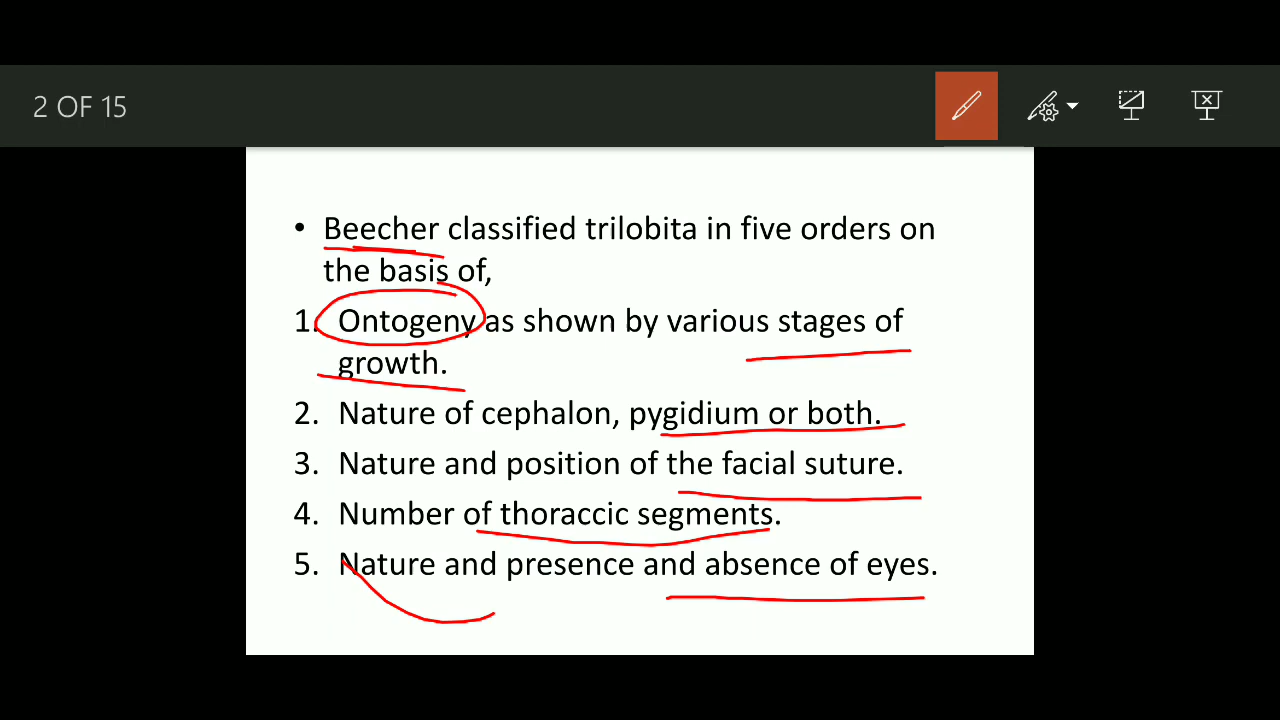 2 OF 15
• Beecher classified trilobita in five orders on
the basis of,
1. Ontogeny as shown by various stages of
growth.
2. Nature of cephalon, pygidium or both.
3. Nature and position of the facial suture.
4. Number of thoraccic segments.
5. Nature and presence and absence of eyes.